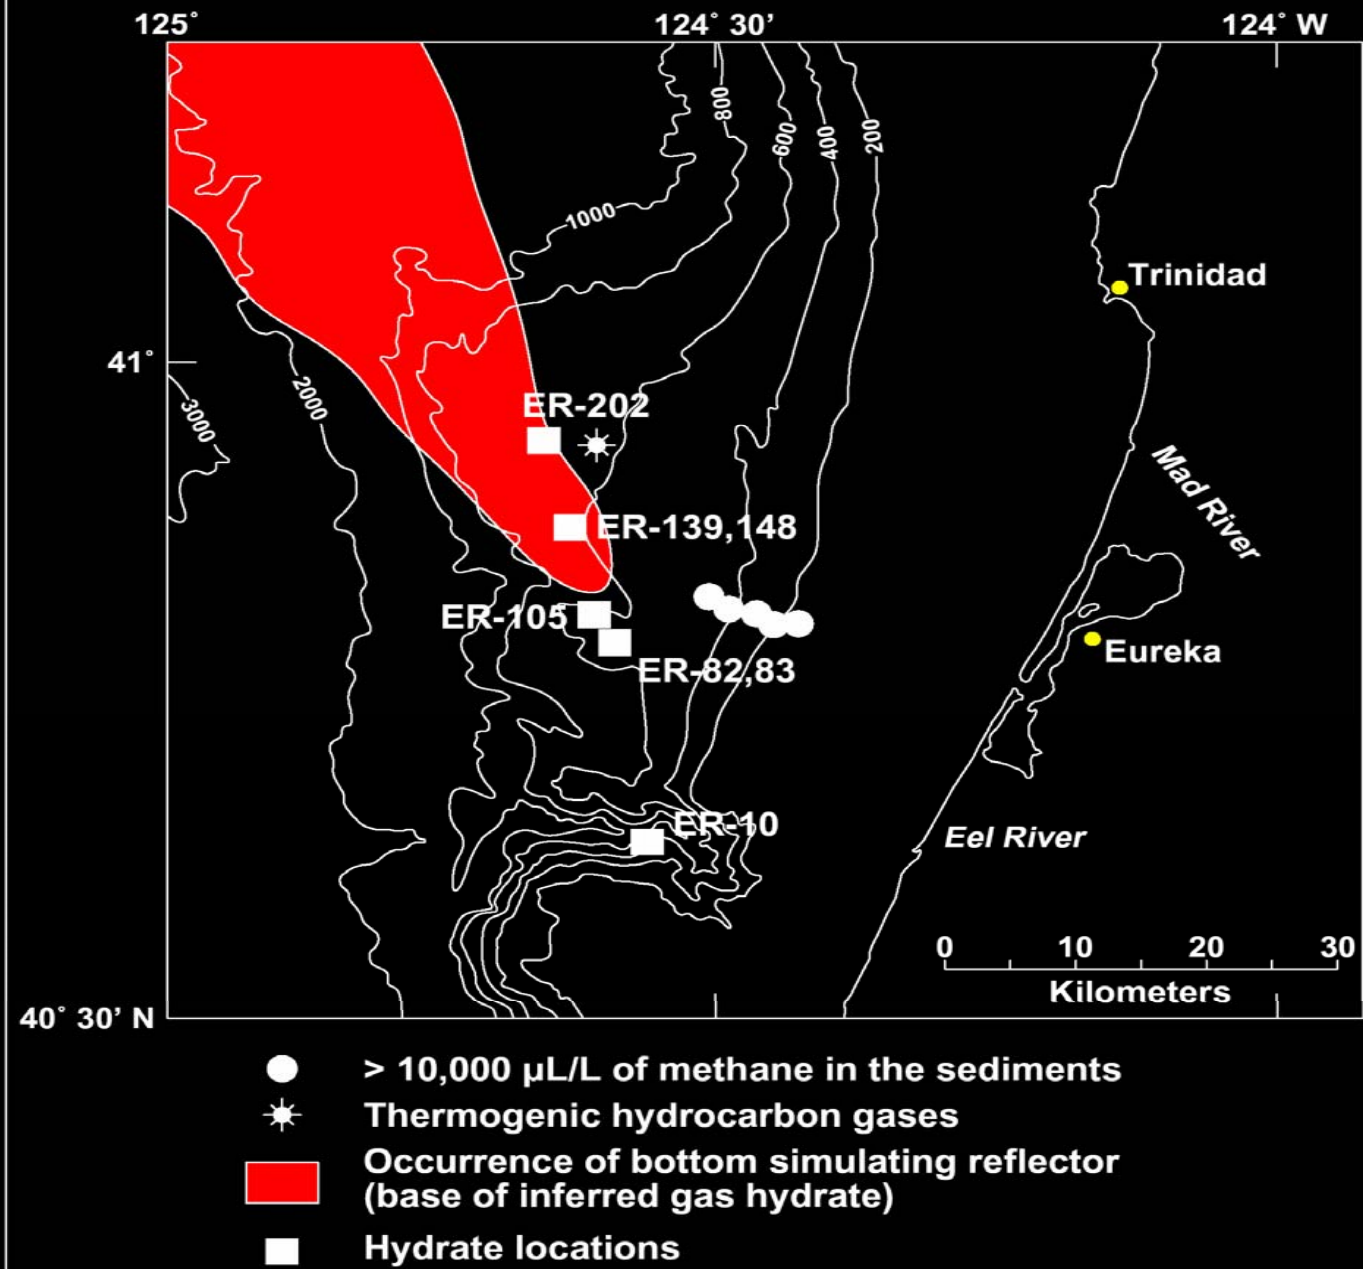 125°
124° 30’
124° W
800
600
400
200
1000
Trinidad
41°
2000
3000
ER-202
Mad River
ER-139,148
ER-105
Eureka
ER-82,83
ER-10
Eel River
0 10 20 30
Kilometers
40° 30’ N
> 10,000 µL/L of methane in the sediments
Thermogenic hydrocarbon gases
Occurrence of bottom simulating reflector
(base of inferred gas hydrate)
Hydrate locations